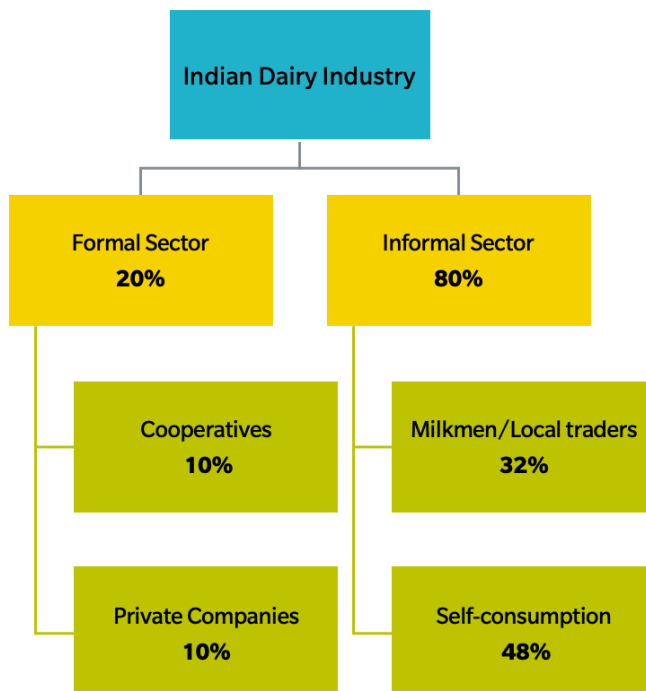 Indian Dairy Industry
Formal Sector
20%
Informal Sector
80%
Cooperatives
10%
Milkmen/Local traders
32%
Private Companies
10%
Self-consumption
48%